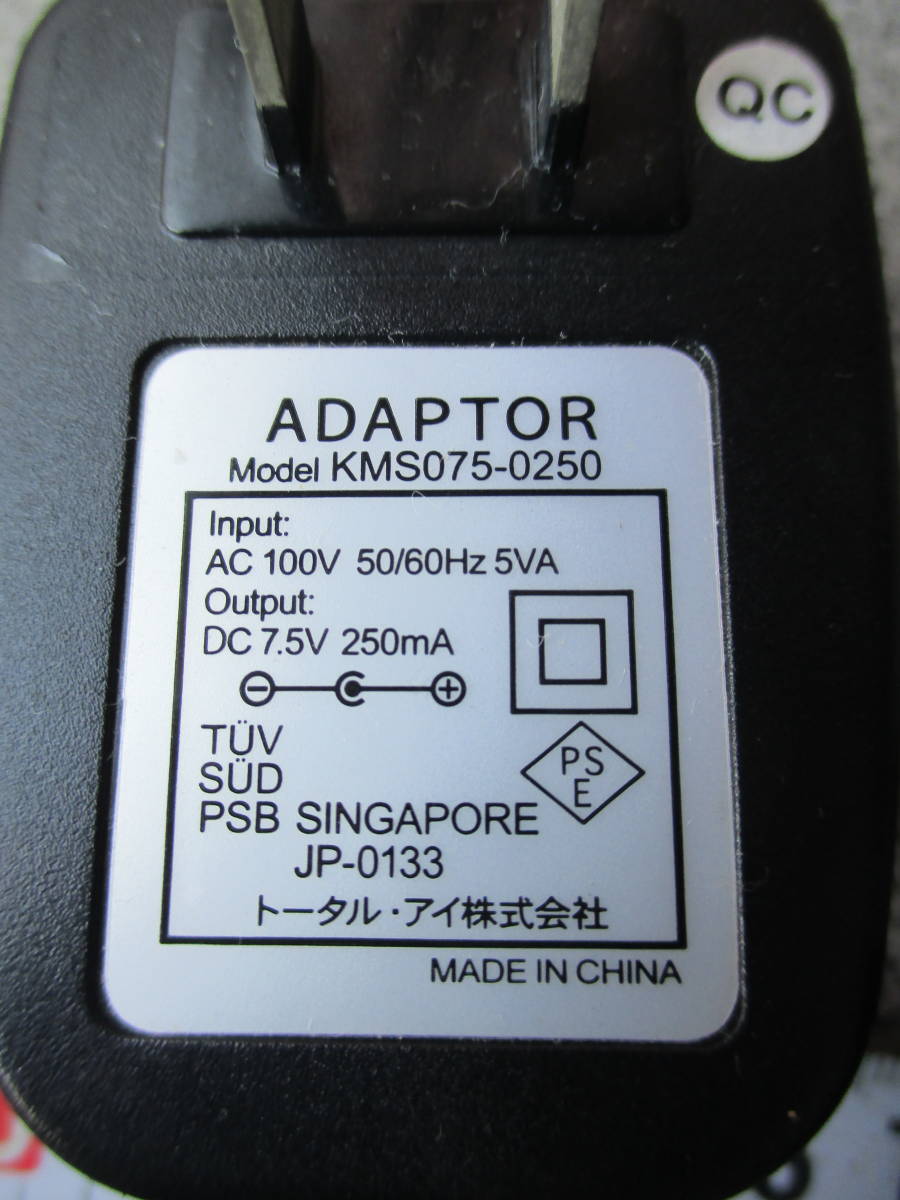 QC
ADAPTOR
Model KMS075-0250
Input:
AC 100V 50/60Hz 5VA
Output:
DC 7.5V 250mA
TÜV
SÜD
PSB SINGAPORE
JP-0133
PS
E
トータル・アイ株式会社
MADE IN CHINA